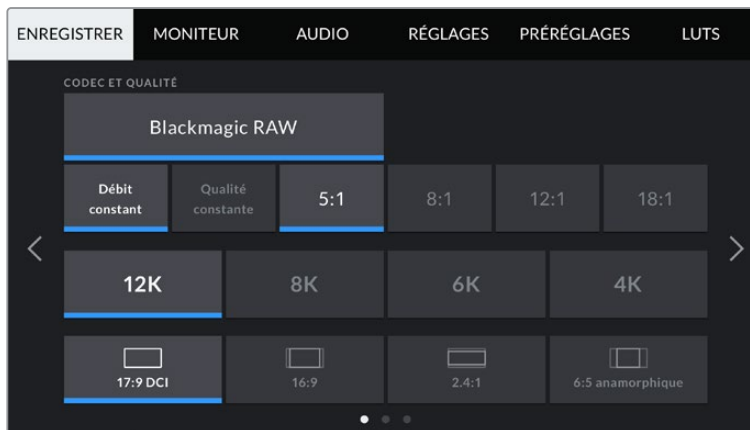 ENREGISTRER MONITEUR AUDIO RÉGLAGES PRÉRÉGLAGES LUTS
CODEC ET QUALITÉ
Blackmagic RAW
Débit constant
Qualité constante
5:1 8:1 12:1 18:1
12K 8K 6K 4K
17:9 DCI 16:9 2.4:1 6:5 anamorphique